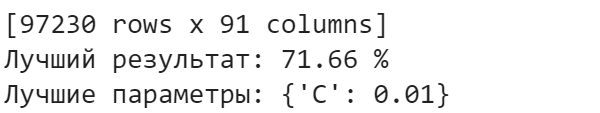 [97230 rows x 91 columns]
Лучший результат: 71.66 %
Лучшие параметры: {'C': 0.01}